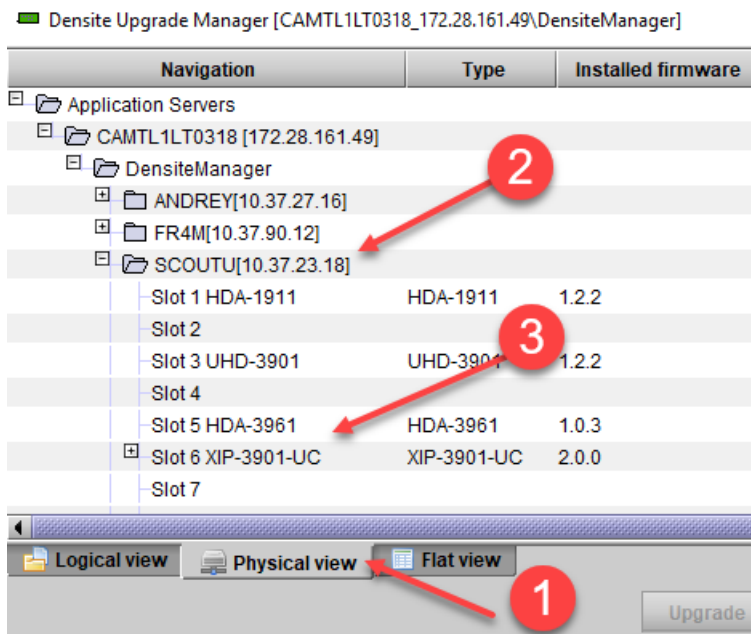 Densite Upgrade Manager [CAMTL1LT0318_172.28.161.49\DensiteManager]
Navigation Type Installed firmware
Application Servers
CAMTL1LT0318 [172.28.161.49]
DensiteManager
2
ANDREY[10.37.27.16]
FR4M[10.37.90.12]
SCOUTU[10.37.23.18]
Slot 1 HDA-1911 HDA-1911 1.2.2
Slot 2
3
Slot 3 UHD-3901 UHD-3901 1.2.2
Slot 4
Slot 5 HDA-3961 HDA-3961 1.0.3
Slot 6 XIP-3901-UC XIP-3901-UC 2.0.0
Slot 7
Logical view Physical view Flat view
1
Upgrade